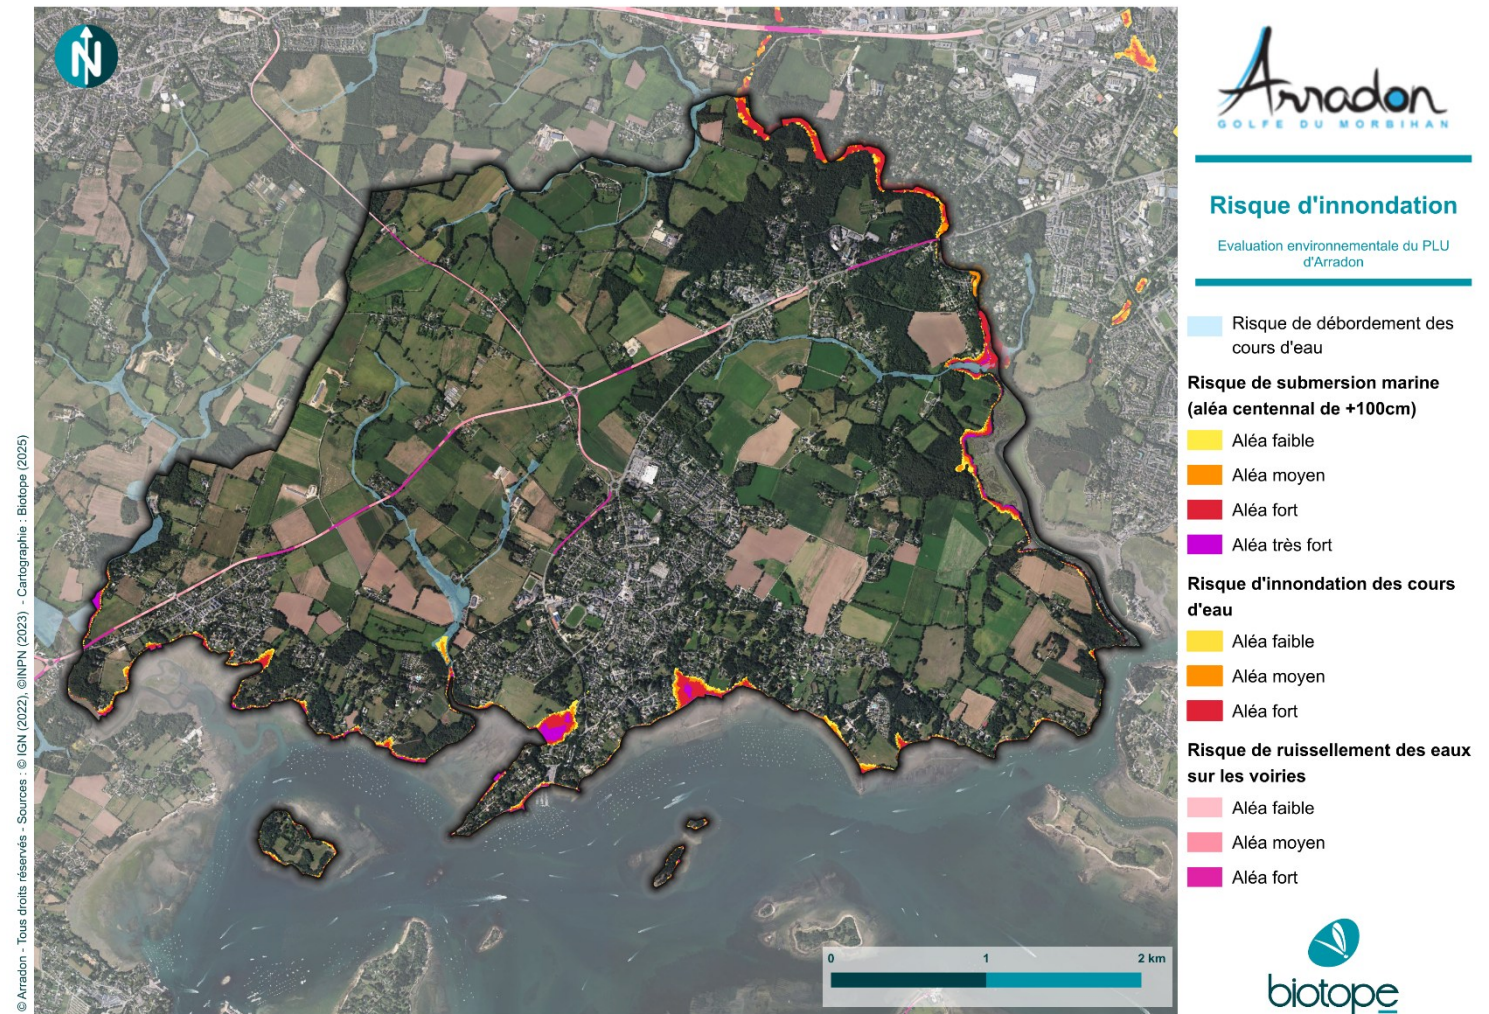 N
Arradon
GOLFE DU MORBIHAN
Risque d'innondation
Evaluation environnementale du PLU
d'Arradon
Risque de débordement des
cours d'eau
Risque de submersion marine
(aléa centennal de +100cm)
Aléa faible
Aléa moyen
Aléa fort
Aléa très fort
Risque d'innondation des cours
d'eau
Aléa faible
Aléa moyen
Aléa fort
Risque de ruissellement des eaux
sur les voiries
Aléa faible
Aléa moyen
Aléa fort
biotope
0 1 2 km
© Arradon - Tous droits réservés - Sources : © IGN (2022), ©INPN (2023) - Cartographie : Biotope (2025)